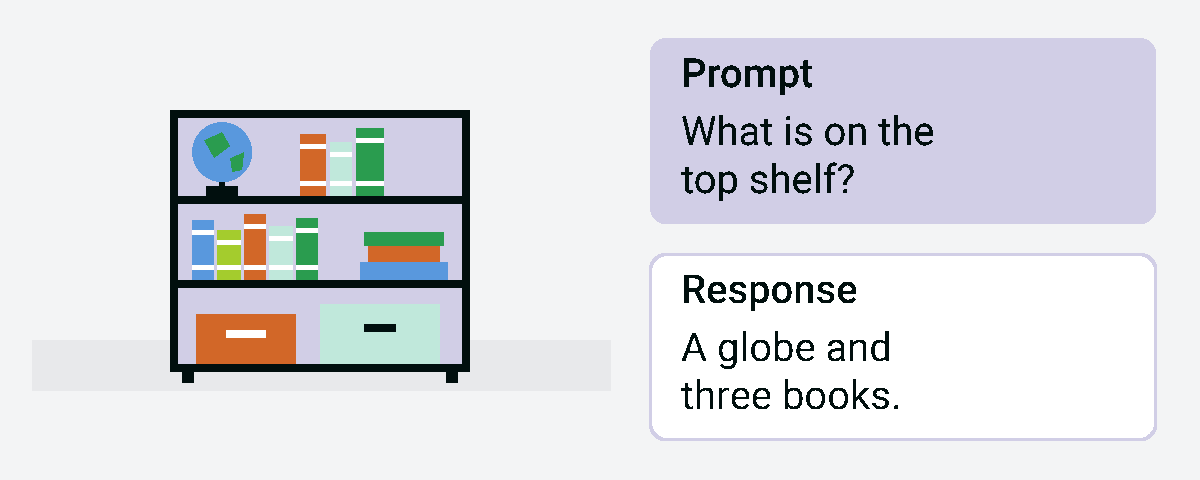 Prompt
What is on the
top shelf?
Response
A globe and
three books.